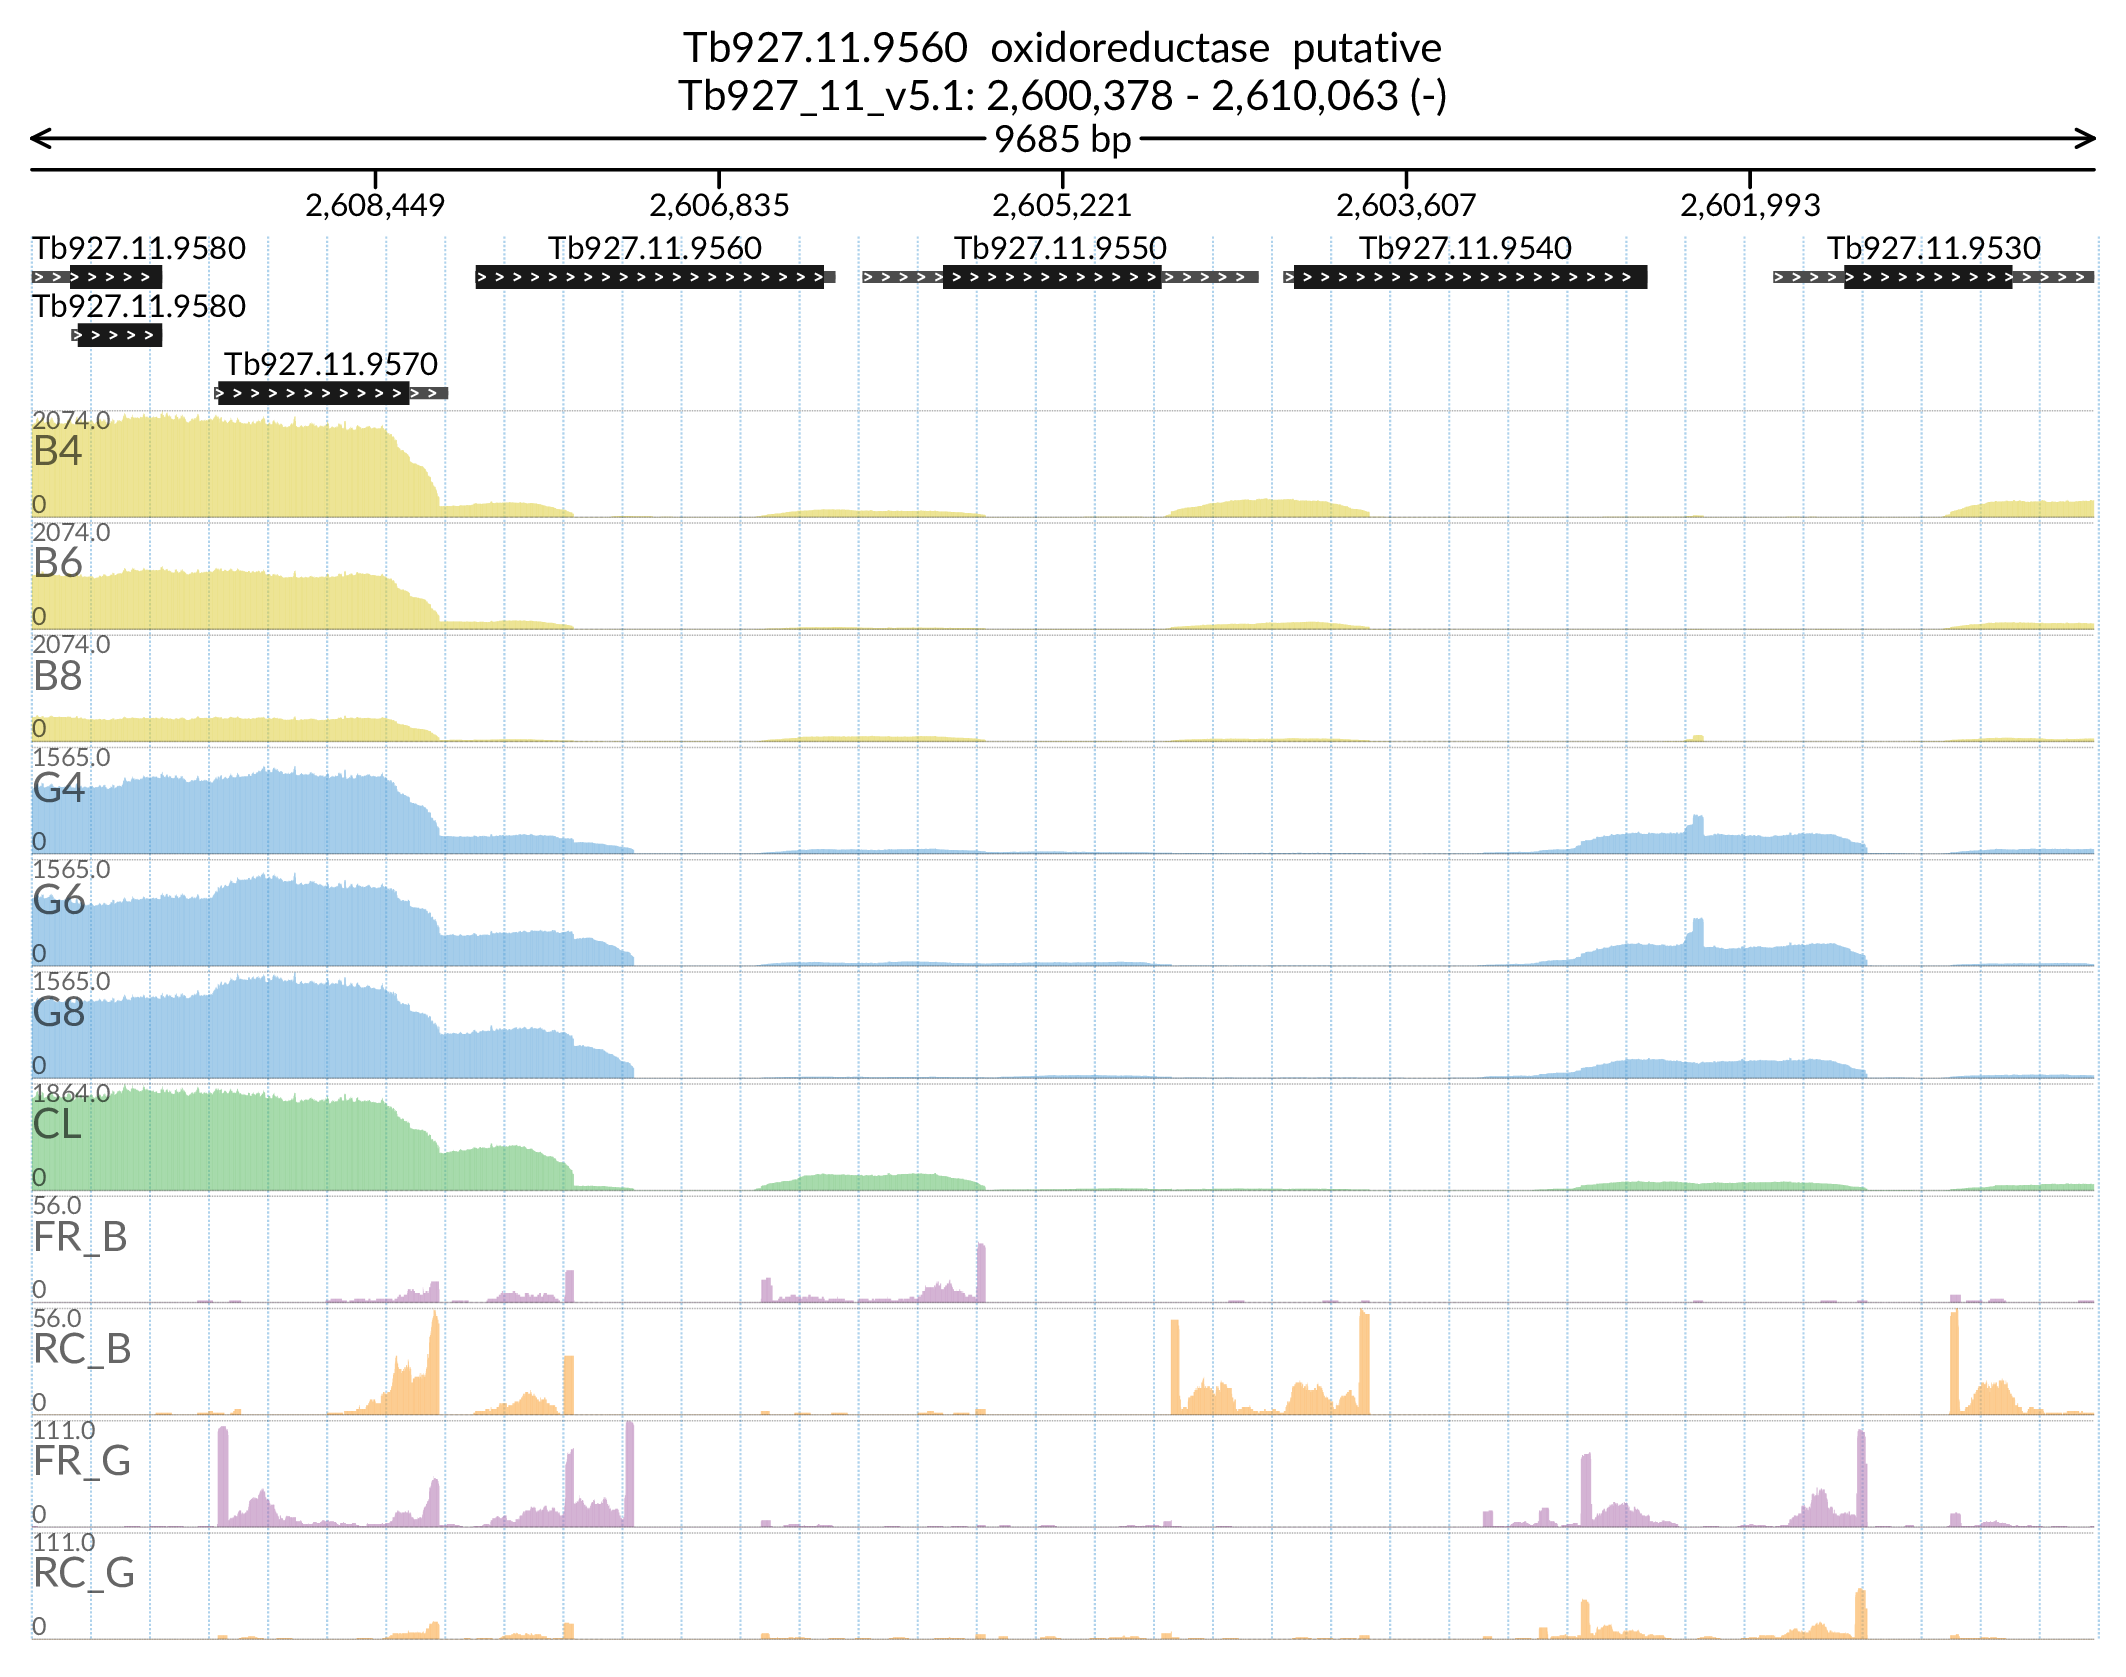 Tb927.11.9560 oxidoreductase putative
Tb927_11_v5.1: 2,600,378 - 2,610,063 (-)
9685 bp
2,608,449 2,606,835 2,605,221 2,603,607 2,601,993
Tb927.11.9580 Tb927.11.9560 Tb927.11.9550 Tb927.11.9540 Tb927.11.9530
Tb927.11.9580
Tb927.11.9570
2074.0
B4
0
2074.0
B6
0
2074.0
B8
0
1565.0
G4
0
1565.0
G6
0
1565.0
G8
0
1864.0
CL
0
56.0
FR_B
0
56.0
RC_B
0
111.0
FR_G
0
111.0
RC_G
0